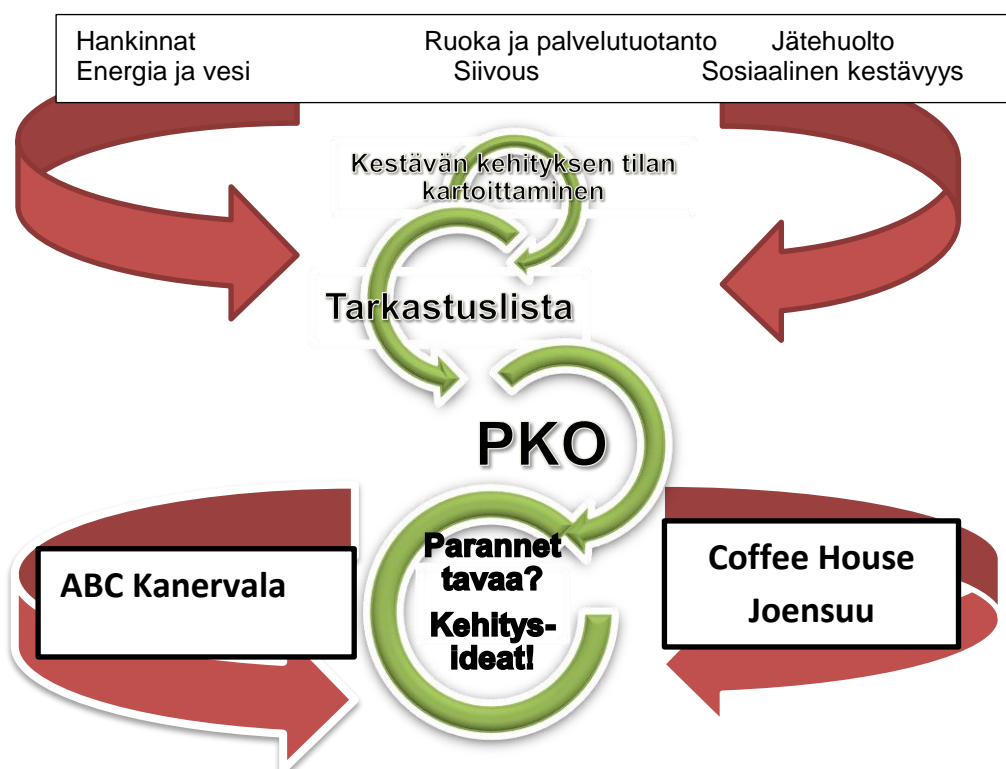 Hankinnat Ruoka ja palvelutuotanto Jätehuolto
Energia ja vesi Siivous Sosiaalinen kestävyys
Kestävän kehityksen tilan
kartoittaminen
Tarkastuslista
PKO
Parannet
tavaa?
Kehitys-
ideat!
ABC Kanervala
Coffee House
Joensuu